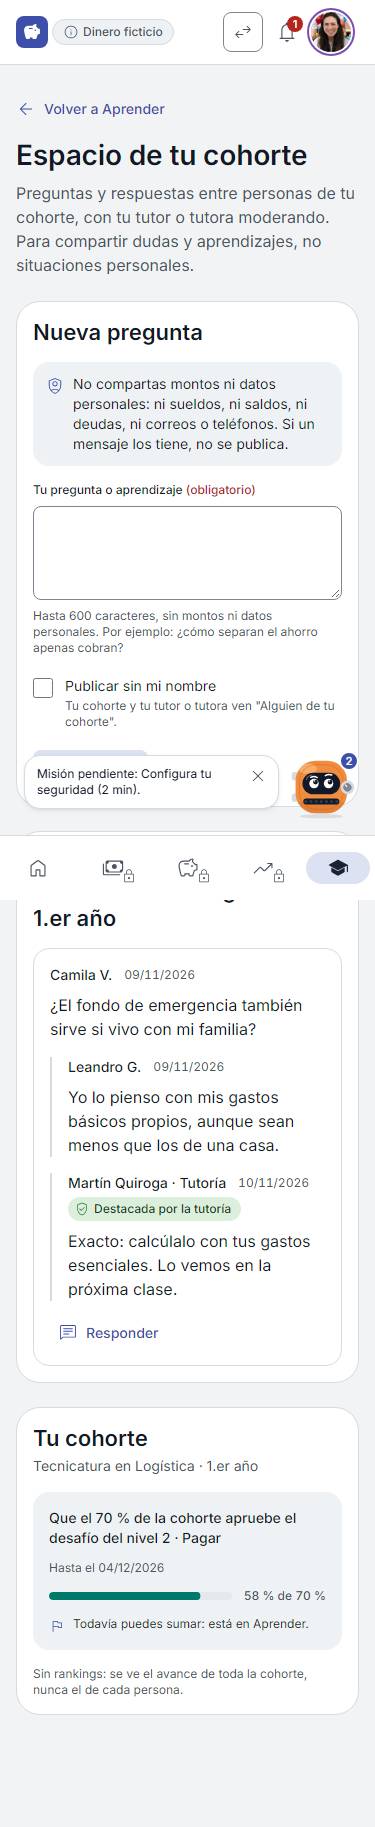 Dinero ficticio
1
Volver a Aprender
Espacio de tu cohorte
Preguntas y respuestas entre personas de tu
cohorte, con tu tutor o tutora moderando.
Para compartir dudas y aprendizajes, no
situaciones personales.
Nueva pregunta
No compartas montos ni datos
personales: ni sueldos, ni saldos, ni
deudas, ni correos o teléfonos. Si un
mensaje los tiene, no se publica.
Tu pregunta o aprendizaje (obligatorio)
Hasta 600 caracteres, sin montos ni datos
personales. Por ejemplo: ¿cómo separan el ahorro
apenas cobran?
Publicar sin mi nombre
Tu cohorte y tu tutor o tutora ven "Alguien de tu
cohorte".
Misión pendiente: Configura tu
seguridad (2 min).
2
1.er año
Camila V. 09/11/2026
¿El fondo de emergencia también
sirve si vivo con mi familia?
Leandro G. 09/11/2026
Yo lo pienso con mis gastos
básicos propios, aunque sean
menos que los de una casa.
Martín Quiroga · Tutoría 10/11/2026
Destacada por la tutoría
Exacto: calcúlalo con tus gastos
esenciales. Lo vemos en la
próxima clase.
Responder
Tu cohorte
Tecnicatura en Logística · 1.er año
Que el 70 % de la cohorte apruebe el
desafío del nivel 2 · Pagar
Hasta el 04/12/2026
58 % de 70 %
Todavía puedes sumar: está en Aprender.
Sin rankings: se ve el avance de toda la cohorte,
nunca el de cada persona.